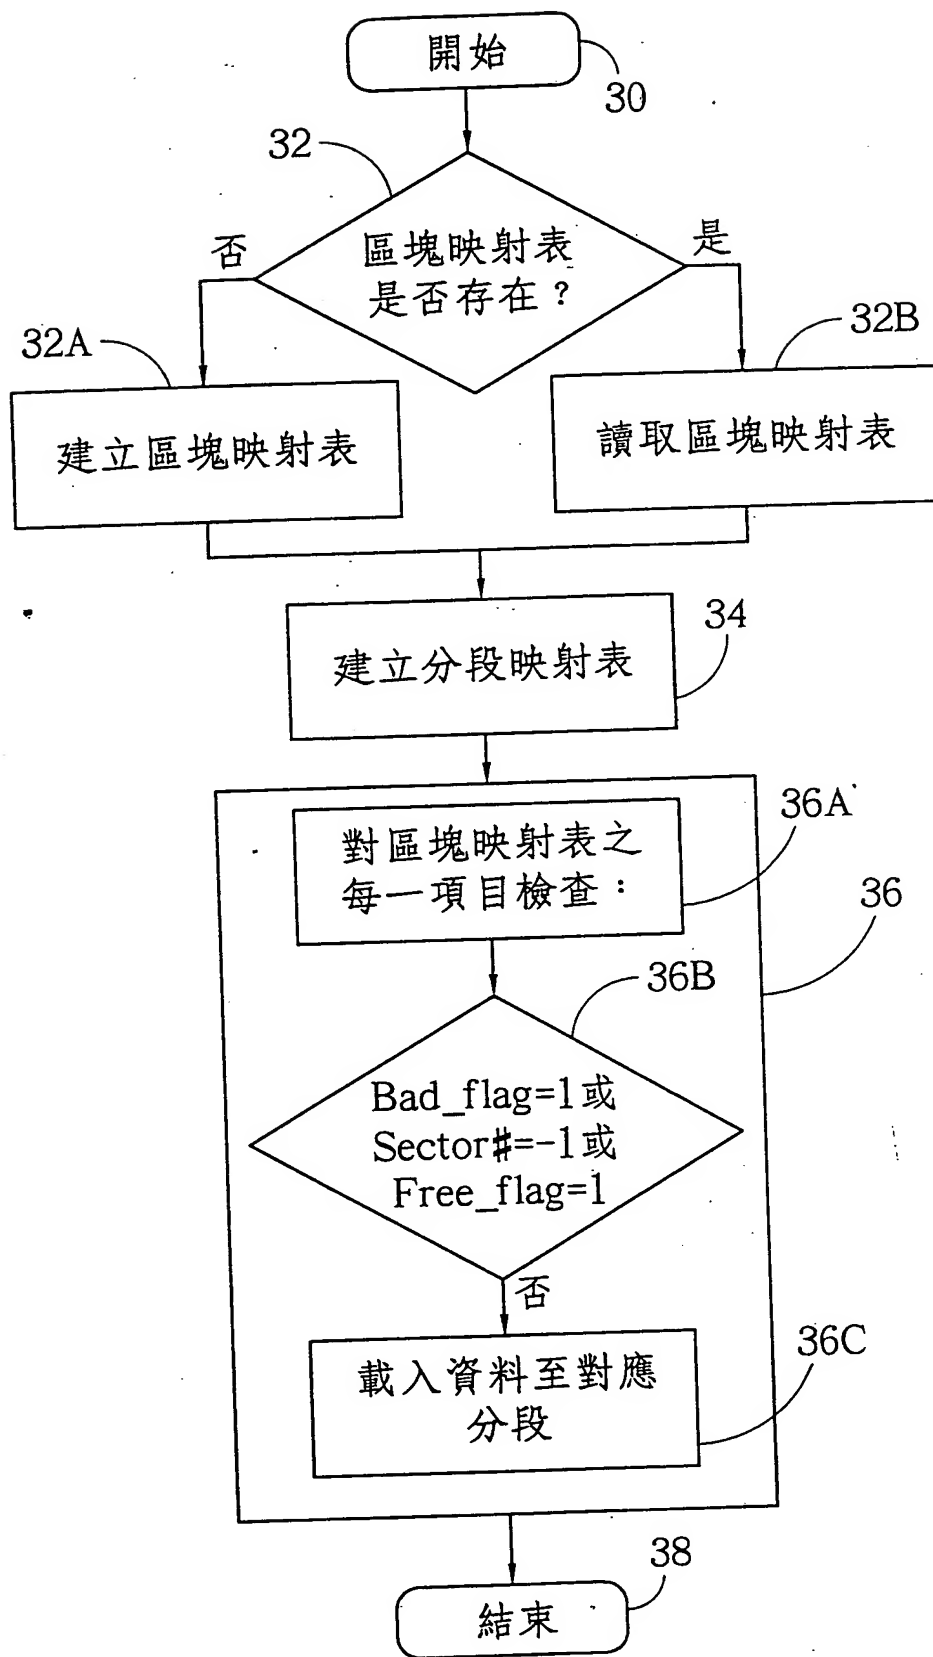 開始
30
32
否
區塊映射表
是否存在？
是
32A
32B
建立區塊映射表
讀取區塊映射表
34
建立分段映射表
36A
對區塊映射表之
每一項目檢查：
36
36B
Bad_flag=1或
Sector#=-1或
Free_flag=1
否
36C
載入資料至對應
分段
38
結束